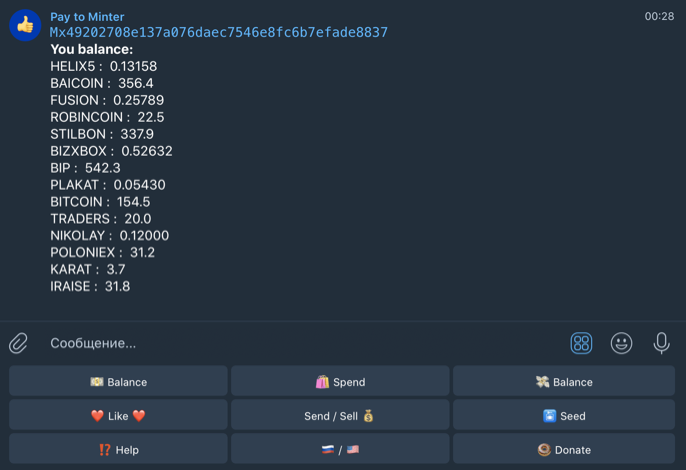 Pay to Minter
00:28
Mx49202708e137a076daec7546e8fc6b7efade8837
You balance:
HELIX5 : 0.13158
BAICOIN : 356.4
FUSION : 0.25789
ROBINCOIN : 22.5
STILBON : 337.9
BIZXBOX : 0.52632
BIP : 542.3
PLAKAT : 0.05430
BITCOIN : 154.5
TRADERS : 20.0
NIKOLAY : 0.12000
POLONIEX : 31.2
KARAT : 3.7
IRAISE : 31.8
Сообщение...
Balance
Spend
Balance
Like
Send / Sell
Seed
Help
/
Donate